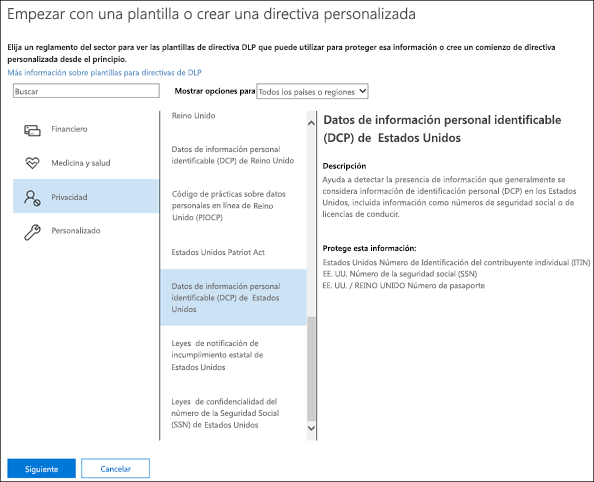 Empezar con una plantilla o crear una directiva personalizada
Elija un reglamento del sector para ver las plantillas de directiva DLP que puede utilizar para proteger esa información o cree un comienzo de directiva
personalizada desde el principio.
Más información sobre plantillas para directivas de DLP
Buscar
Mostrar opciones para
Todos los países o regiones
Financiero
Medicina y salud
Privacidad
Personalizado
Reino Unido
Datos de información personal
identificable (DCP) de Reino Unido
Código de prácticas sobre datos
personales en línea de Reino
Unido (PIOCP)
Estados Unidos Patriot Act
Datos de información personal
identificable (DCP) de Estados
Unidos
Leyes de notificación de
incumplimiento estatal de
Estados Unidos
Leyes de confidencialidad del
número de la Seguridad Social
(SSN) de Estados Unidos
Datos de información personal identificable
(DCP) de Estados Unidos
Descripción
Ayuda a detectar la presencia de información que generalmente se
considera información de identificación personal (DCP) en los Estados
Unidos, incluida información como números de seguridad social o de
licencias de conducir.
Protege esta información:
Estados Unidos Número de Identificación del contribuyente individual (ITIN)
EE. UU. Número de la seguridad social (SSN)
EE. UU. / REINO UNIDO Número de pasaporte
Siguiente
Cancelar